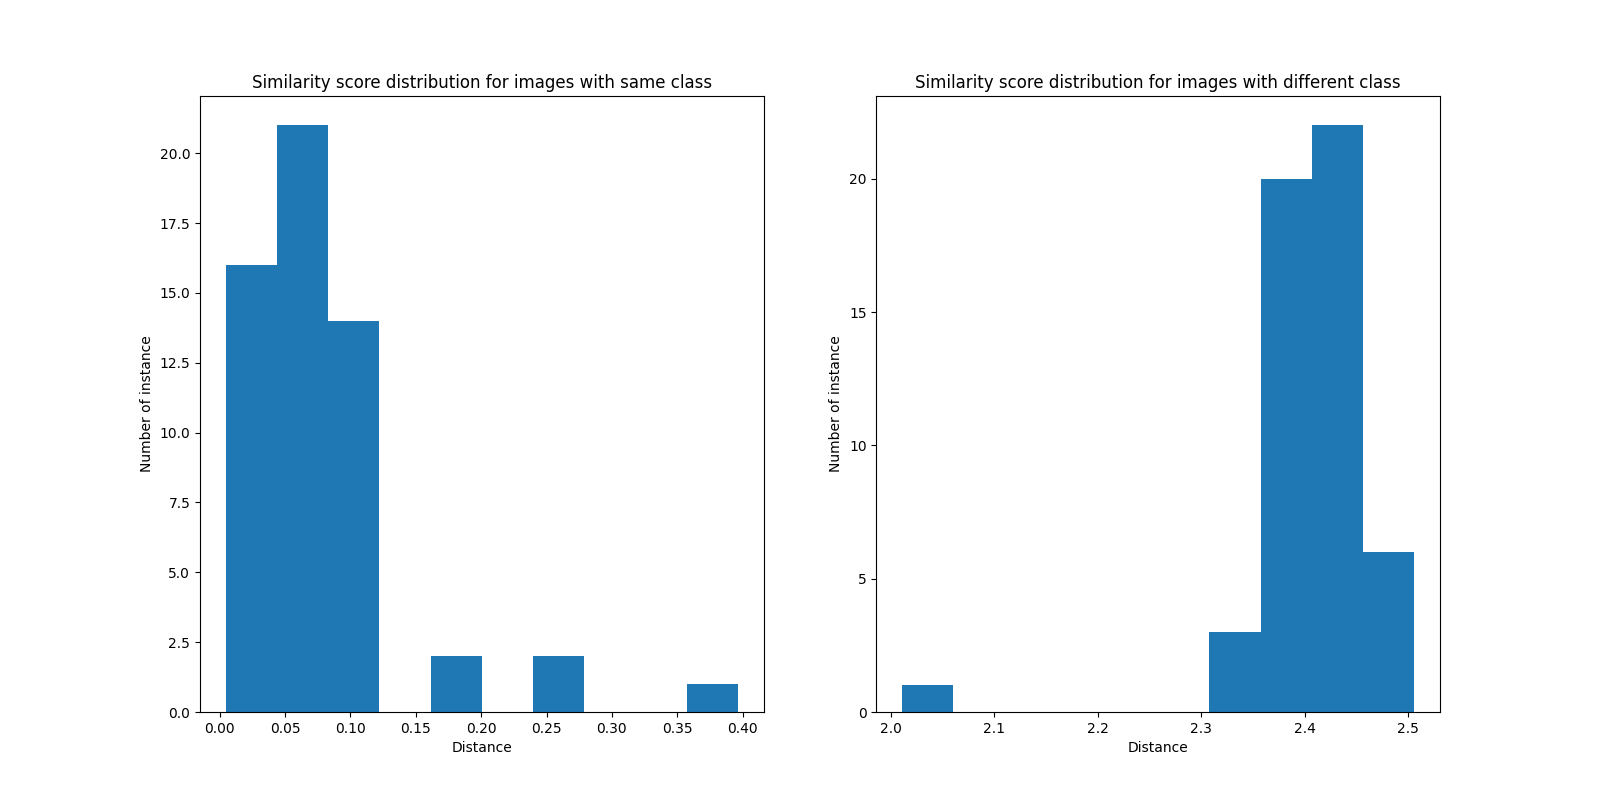 Similarity score distribution for images with same class
20.0
17.5
15.0
12.5
10.0
7.5
5.0
2.5
0.0
Number of instance
0.00 0.05 0.10 0.15 0.20 0.25 0.30 0.35 0.40
Distance
Similarity score distribution for images with different class
20
15
10
5
0
Number of instance
2.0 2.1 2.2 2.3 2.4 2.5
Distance